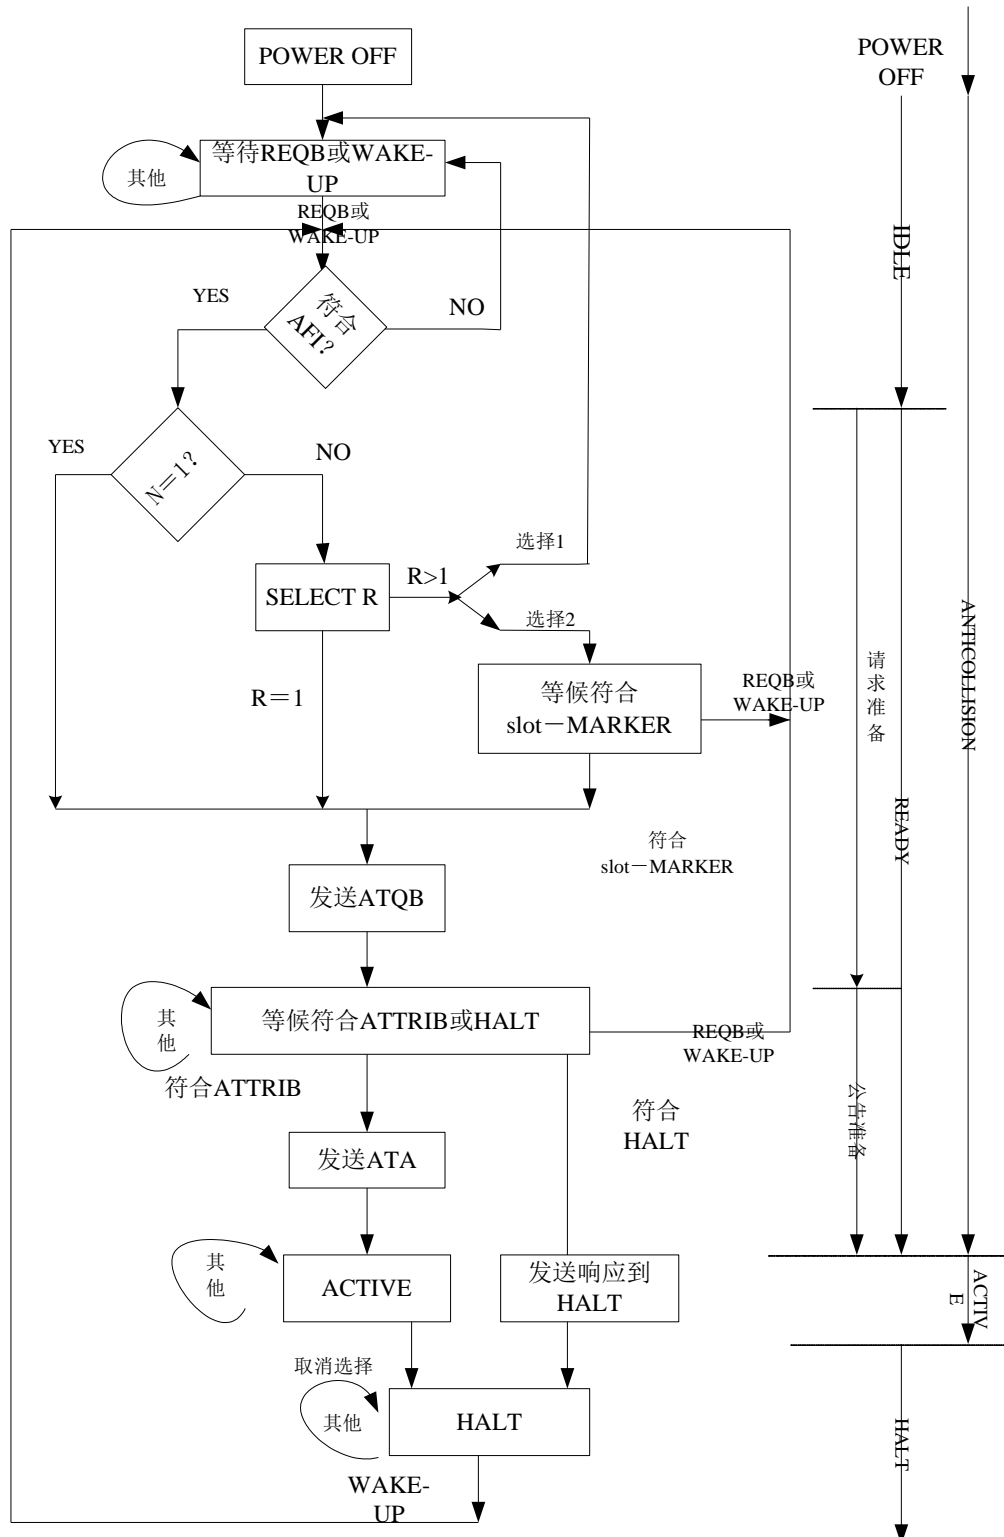 POWER OFF
POWER
OFF
等待REQB或WAKE-
UP
其他
REQB或
WAKE-UP
IDLE
YES
符合
AFI?
NO
YES
N＝1?
NO
选择1
SELECT R
R>1
选择2
ANTICOLLISION
请
求
准
备
R＝1
等候符合
slot－MARKER
REQB或
WAKE-UP
READY
符合
slot－MARKER
发送ATQB
其
他
等候符合ATTRIB或HALT
REQB或
WAKE-UP
符合ATTRIB
符合
HALT
公告准备
发送ATA
其
他
ACTIVE
发送响应到
HALT
ACTIV
E
取消选择
其他
HALT
HALT
WAKE-
UP